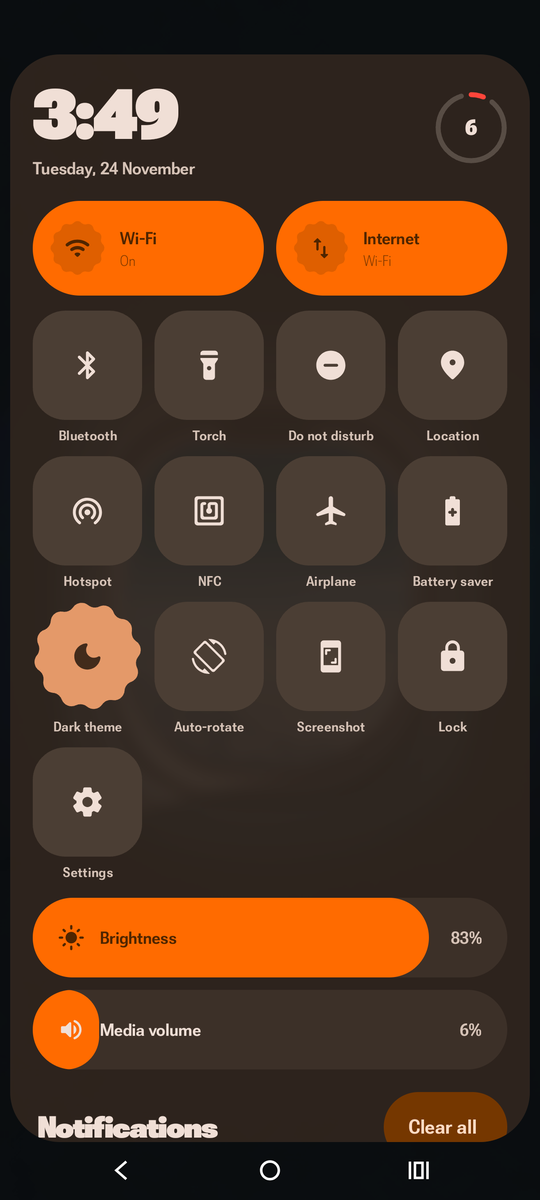 3:49
Tuesday, 24 November
6
Wi-Fi
On
Internet
Wi-Fi
Bluetooth
Torch
Do not disturb
Location
Hotspot
NFC
Airplane
Battery saver
Dark theme
Auto-rotate
Screenshot
Lock
Settings
Brightness
83%
Media volume
6%
Notifications
Clear all